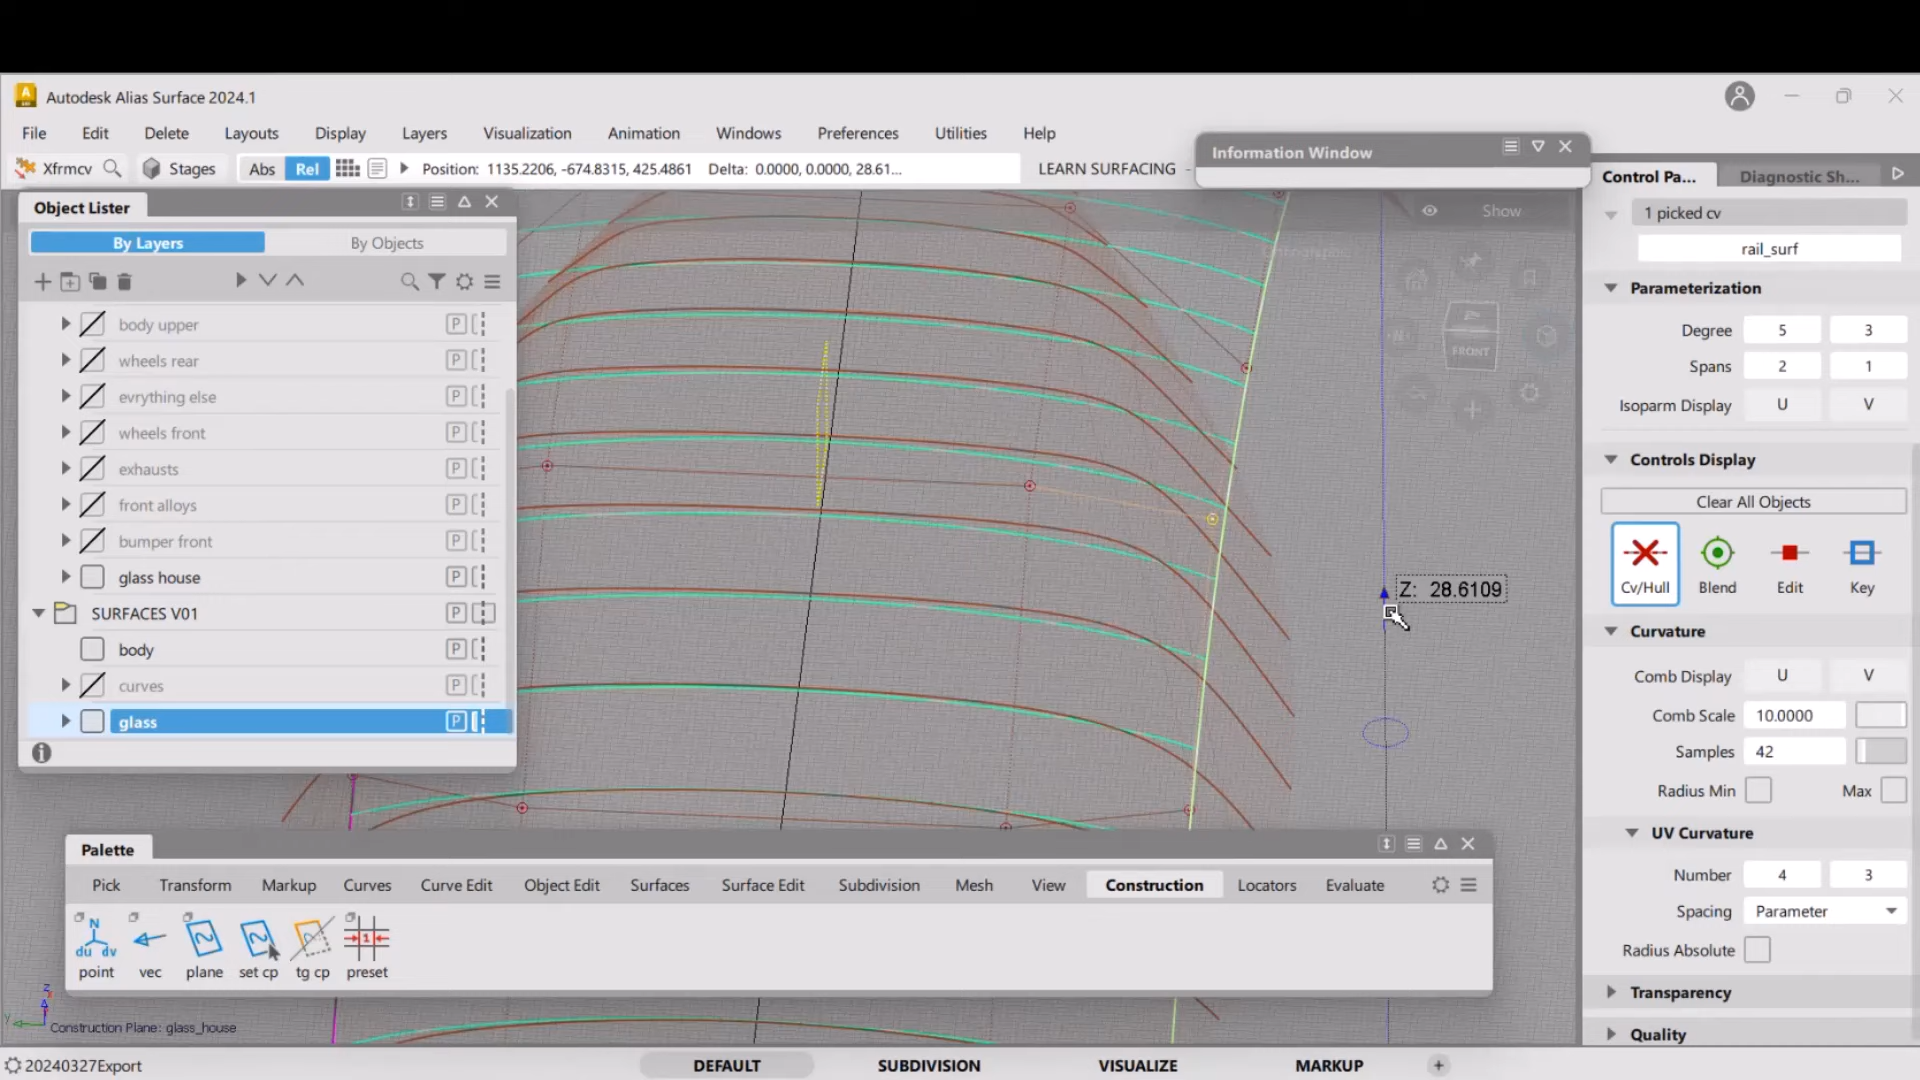 Autodesk Alias Surface 2024.1
File Edit Delete Layouts Display Layers Visualization Animation Windows Preferences Utilities Help
Xfrmcv Stages Abs Rel Position: 1135.2206, -674.8315, 425.4861 Delta: 0.0000, 0.0000, 28.61... LEARN SURFACING -
Information Window
Control Pa... Diagnostic Sh...
Show
1 picked cv
rail_surf
Object Lister
By Layers By Objects
body upper P
wheels rear P
evrything else P
wheels front P
exhausts P
front alloys P
bumper front P
glass house P
SURFACES V01 P
body P
curves P
glass P
FRONT
Z: 28.6109
Parameterization
Degree 5 3
Spans 2 1
Isoparm Display U V
Controls Display
Clear All Objects
Cv/Hull Blend Edit Key
Curvature
Comb Display U V
Comb Scale 10.0000
Samples 42
Radius Min Max
UV Curvature
Number 4 3
Spacing Parameter
Radius Absolute
Transparency
Quality
Palette
Pick Transform Markup Curves Curve Edit Object Edit Surfaces Surface Edit Subdivision Mesh View Construction Locators Evaluate
N
du dv
1
point vec plane set cp tg cp preset
z
y
Construction Plane: glass_house
20240327Export DEFAULT SUBDIVISION VISUALIZE MARKUP +